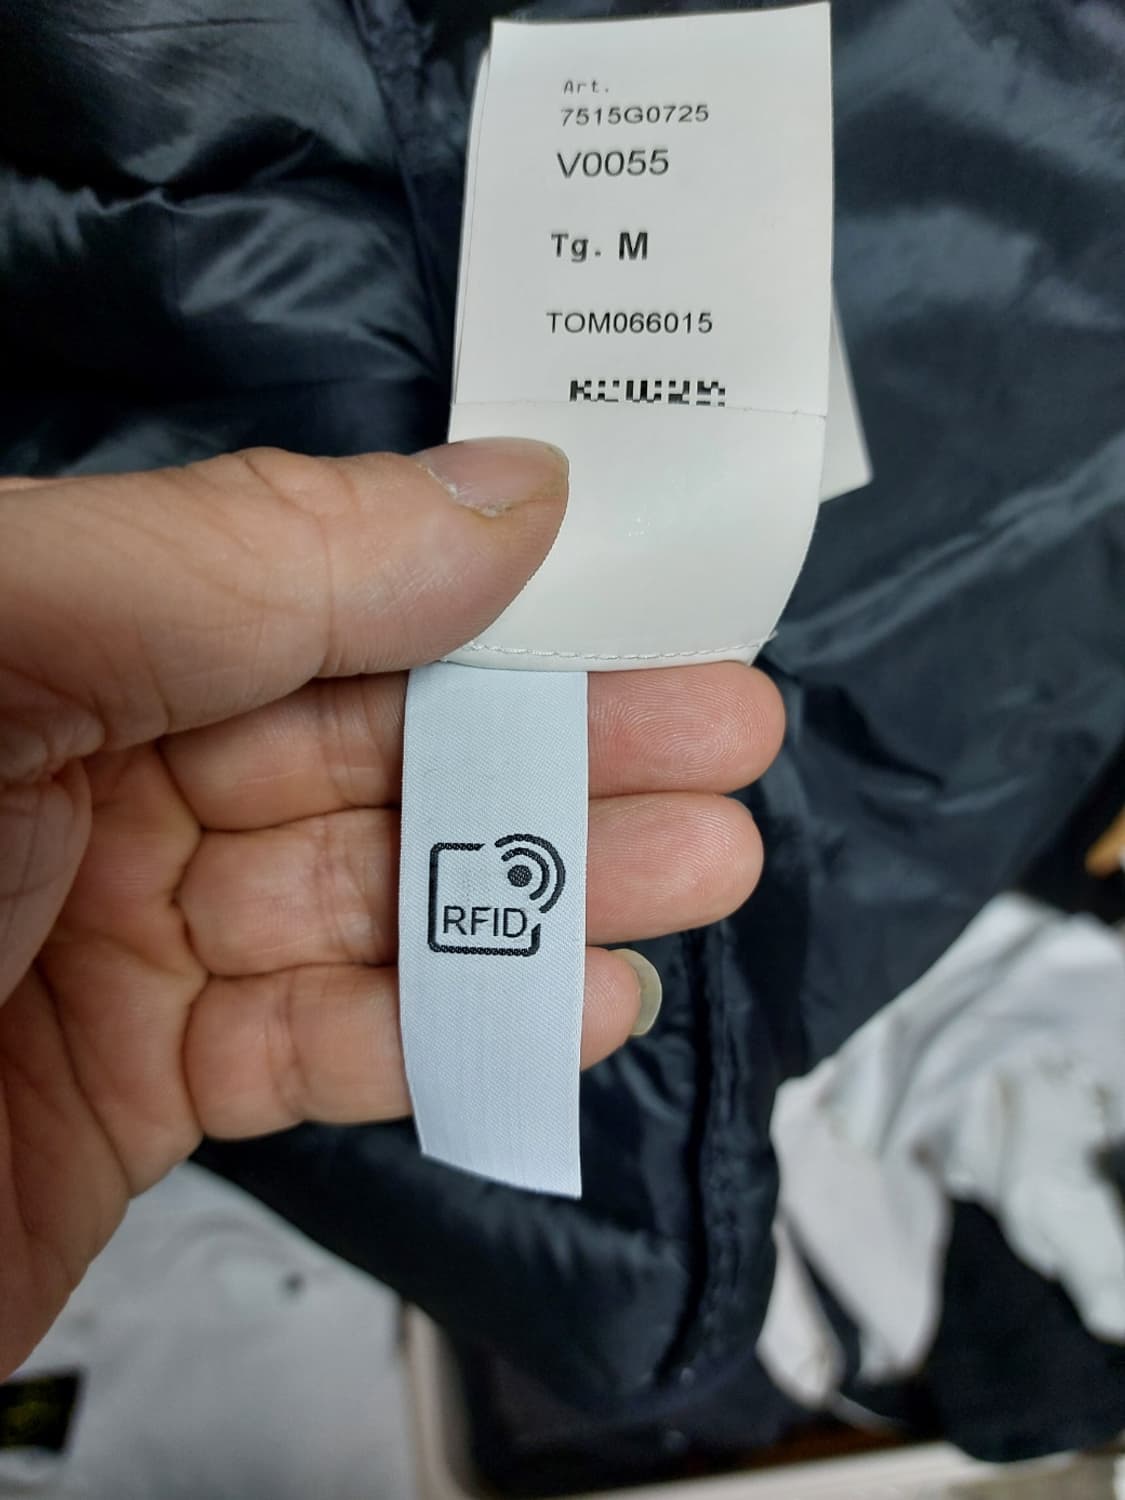 Art.
7515G0725
V0055
Tg. M
TOM066015
RFID